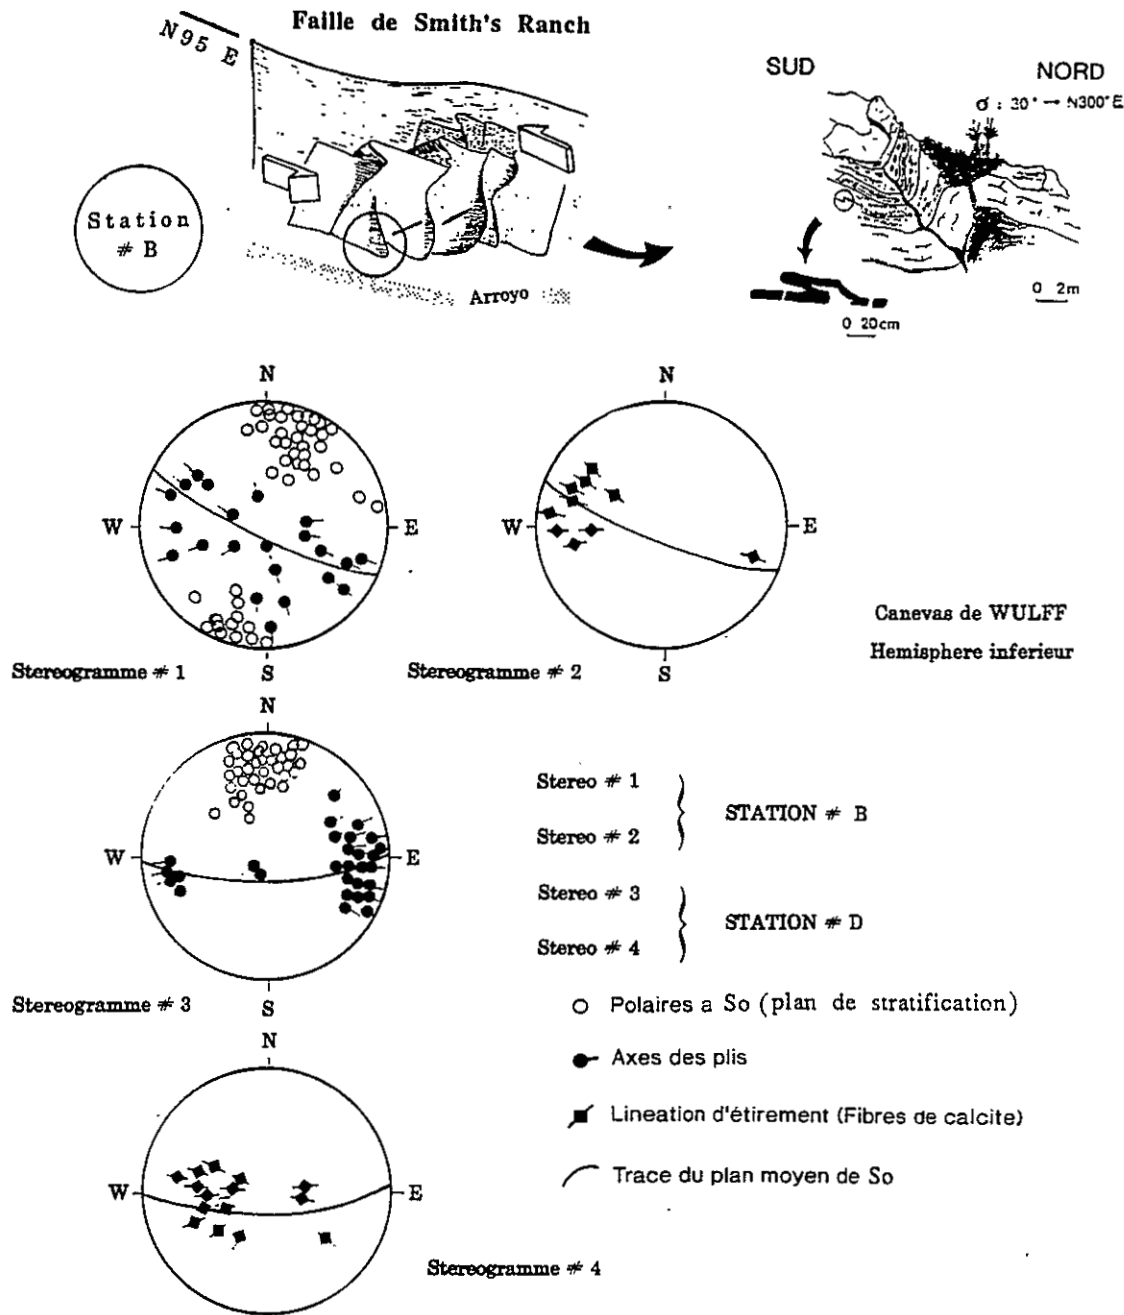 Faille de Smith's Ranch
N95 E
SUD
NORD
σ : 30° → N300°E
Station
# B
Arroyo
0 2m
0 20cm
N
W
E
S
Stereogramme # 1
N
W
E
S
Stereogramme # 2
Canevas de WULFF
Hemisphere inferieur
N
W
E
S
Stereogramme # 3
Stereo # 1
Stereo # 2
STATION # B
Stereo # 3
Stereo # 4
STATION # D
Polaires a So (plan de stratification)
Axes des plis
Lineation d'étirement (Fibres de calcite)
Trace du plan moyen de So
N
W
E
Stereogramme # 4